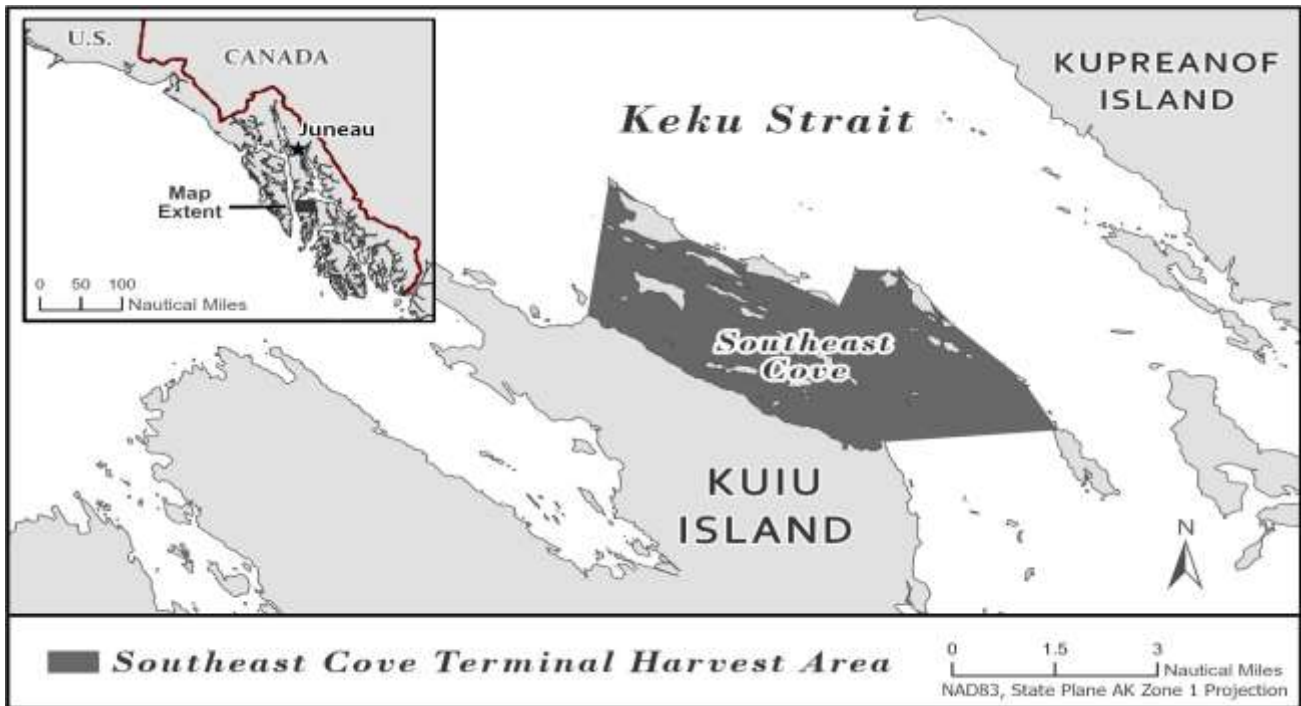 U.S.
CANADA
Juneau
Map
Extent
0 50 100
Nautical Miles
KUPREANOF
ISLAND
Keku Strait
Southeast
Cove
KUIU
ISLAND
N
Southeast Cove Terminal Harvest Area
0 1.5 3
Nautical Miles
NAD83, State Plane AK Zone 1 Projection